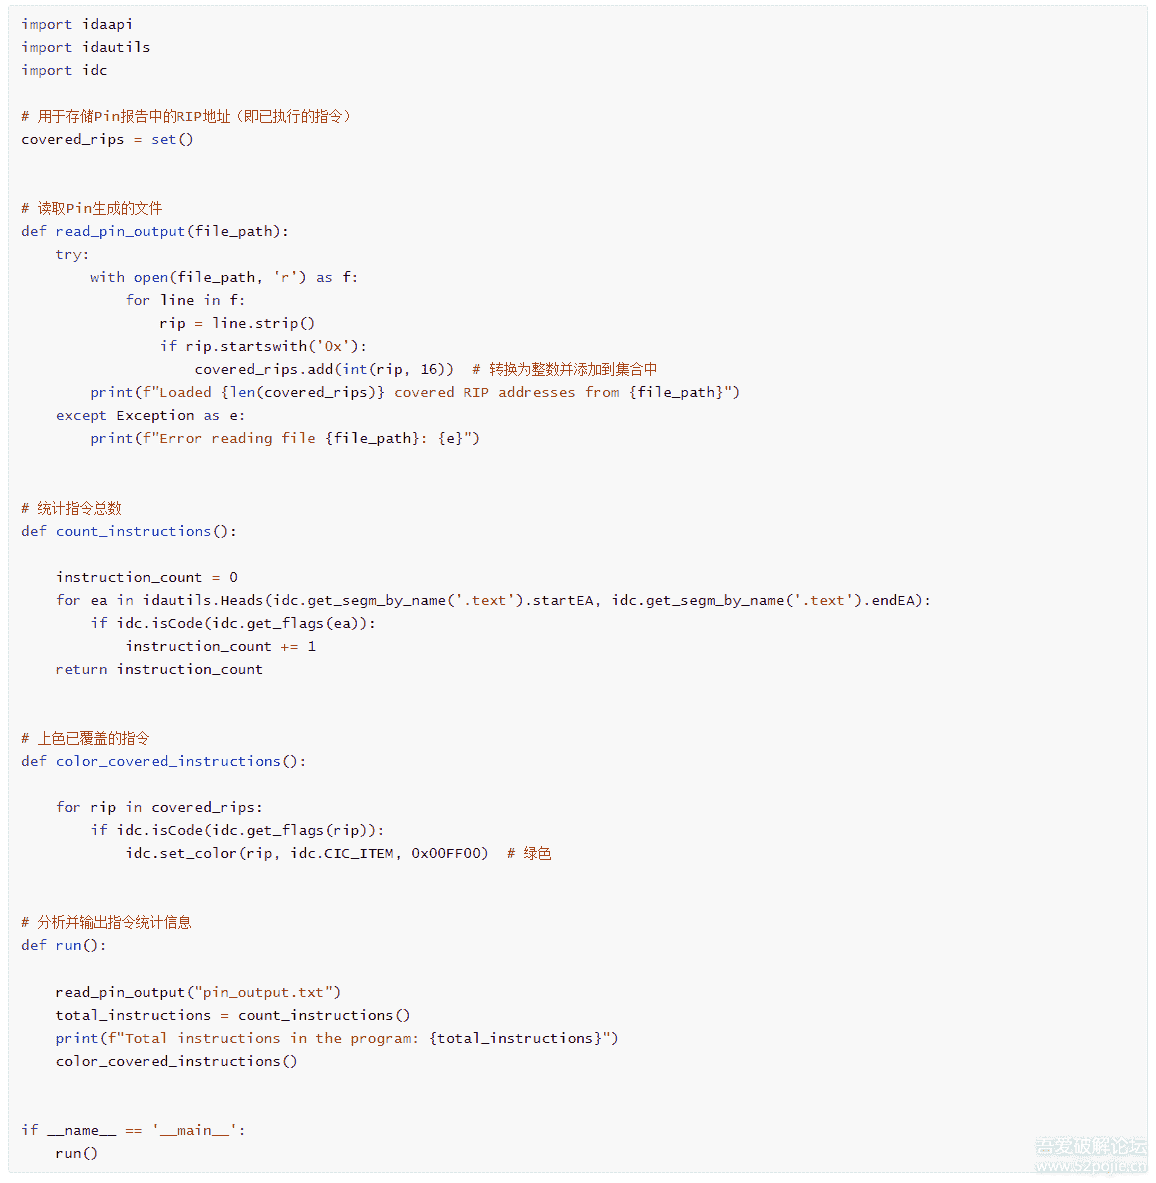 import idaapi
import idautils
import idc
# 用于存储Pin报告中的RIP地址（即已执行的指令）
covered_rips = set()
# 读取Pin生成的文件
def read_pin_output(file_path):
    try:
        with open(file_path, 'r') as f:
            for line in f:
                rip = line.strip()
                if rip.startswith('0x'):
                    covered_rips.add(int(rip, 16))  # 转换为整数并添加到集合中
        print(f"Loaded {len(covered_rips)} covered RIP addresses from {file_path}")
    except Exception as e:
        print(f"Error reading file {file_path}: {e}")
# 统计指令总数
def count_instructions():
    instruction_count = 0
    for ea in idautils.Heads(idc.get_segm_by_name('.text').startEA, idc.get_segm_by_name('.text').endEA):
        if idc.isCode(idc.get_flags(ea)):
            instruction_count += 1
    return instruction_count
# 上色已覆盖的指令
def color_covered_instructions():
    for rip in covered_rips:
        if idc.isCode(idc.get_flags(rip)):
            idc.set_color(rip, idc.CIC_ITEM, 0x00FF00)  # 绿色
# 分析并输出指令统计信息
def run():
    read_pin_output("pin_output.txt")
    total_instructions = count_instructions()
    print(f"Total instructions in the program: {total_instructions}")
    color_covered_instructions()
if __name__ == '__main__':
    run()
吾爱破解论坛
www.52pojie.cn